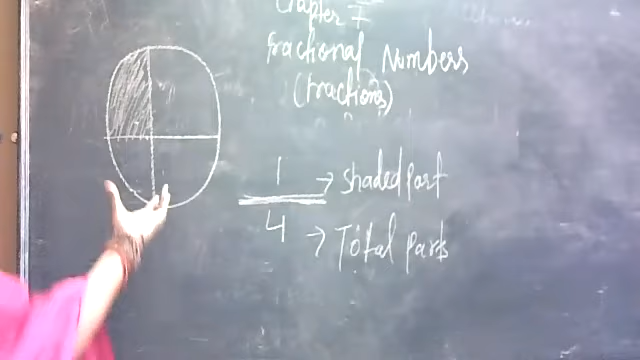 Chapter 7
Fractional Numbers
(Fractions)
1 → shaded part
4 → Total parts